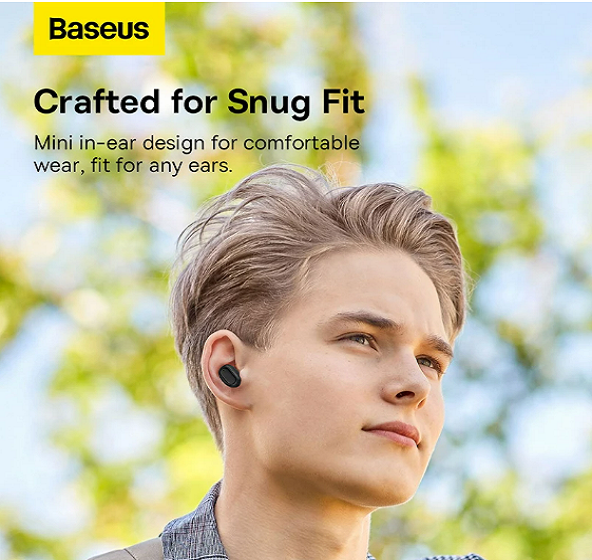 Baseus
Crafted for Snug Fit
Mini in-ear design for comfortable
wear, fit for any ears.